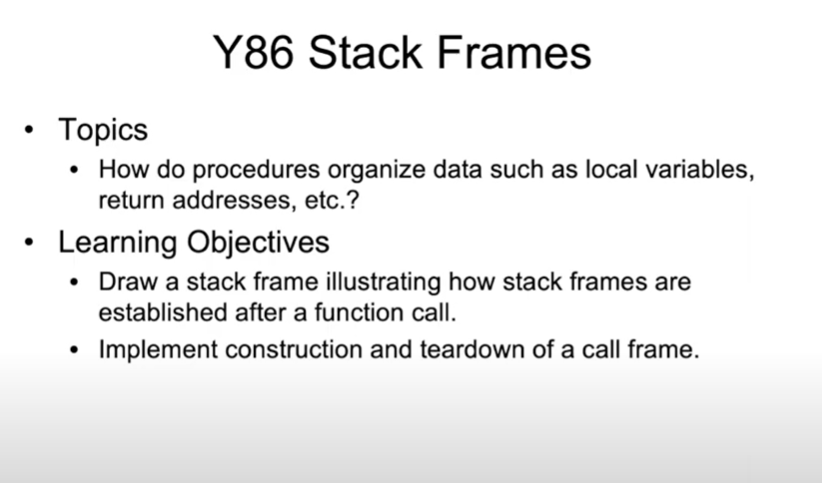 Y86 Stack Frames
• Topics
• How do procedures organize data such as local variables,
return addresses, etc.?
• Learning Objectives
• Draw a stack frame illustrating how stack frames are
established after a function call.
• Implement construction and teardown of a call frame.